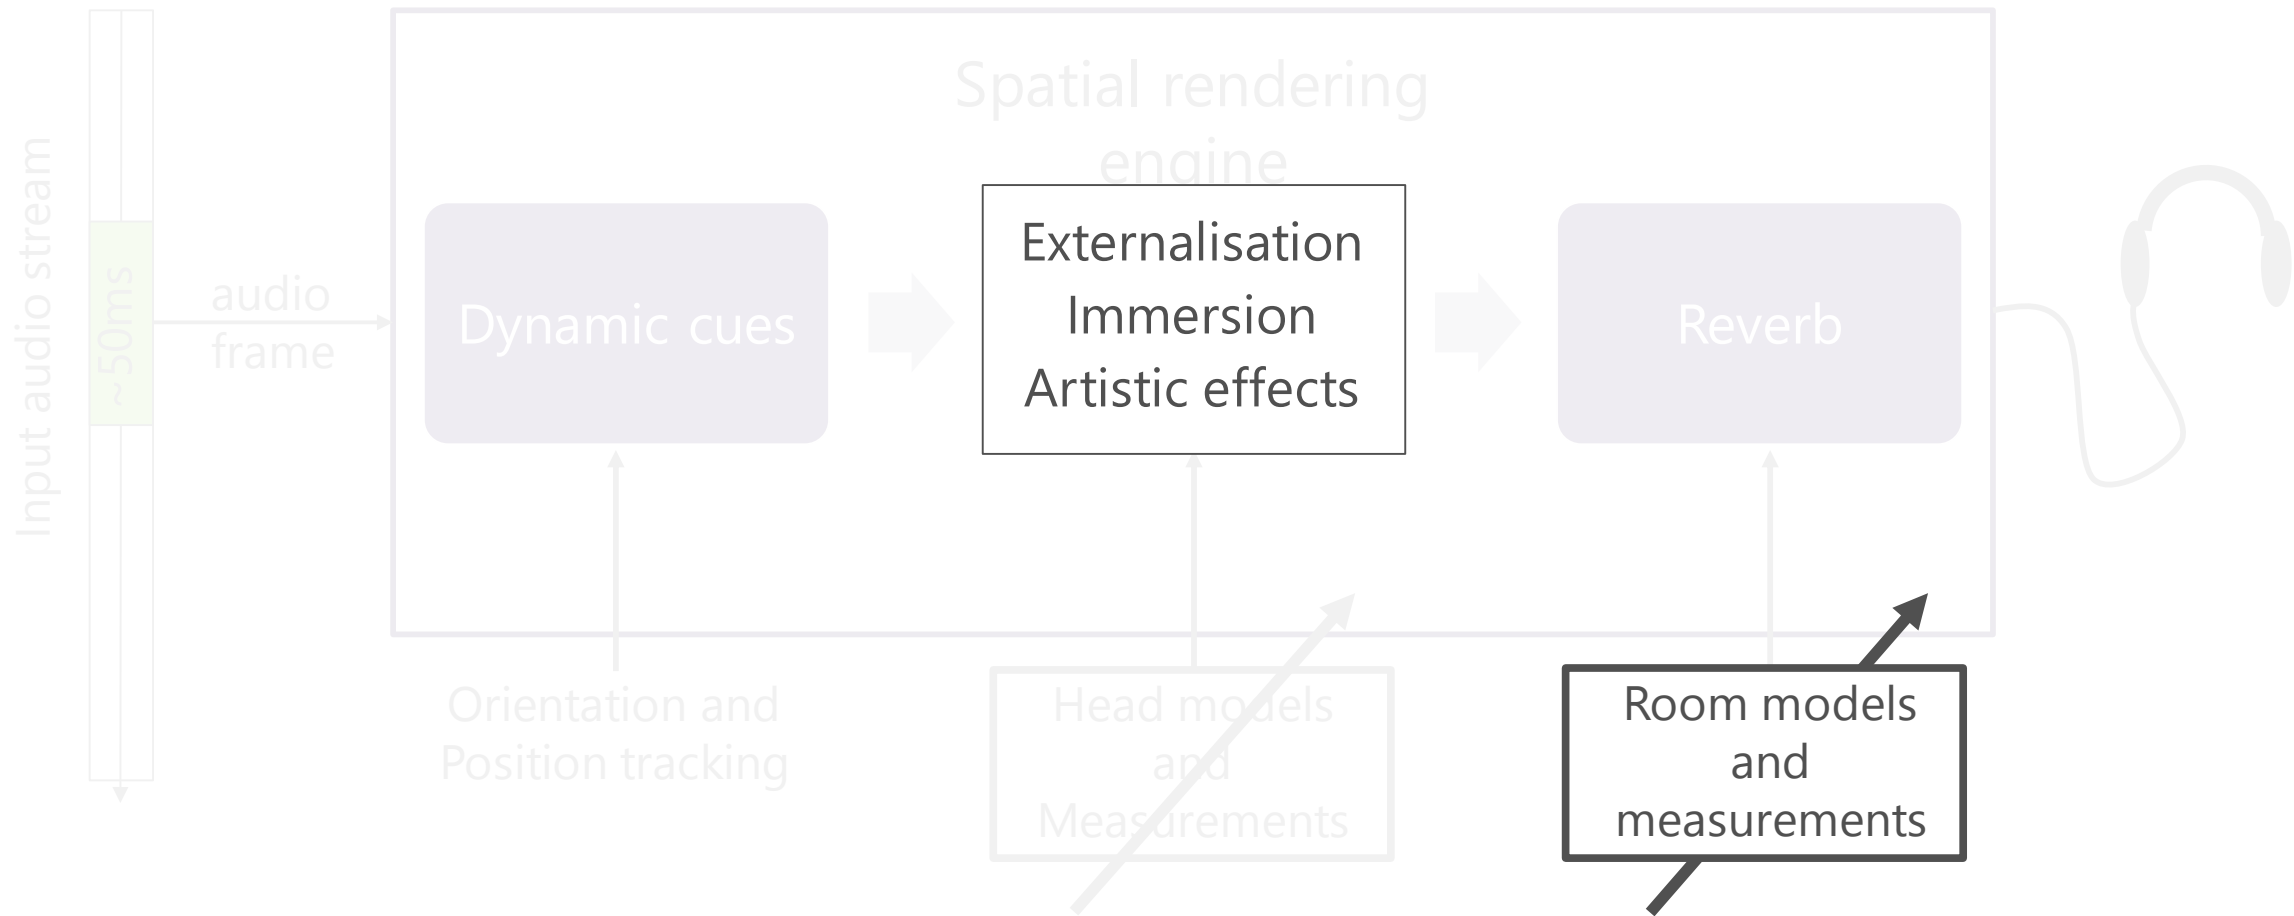 Input audio stream
~50ms
audio
frame
Spatial rendering
engine
Dynamic cues
Externalisation
Immersion
Artistic effects
Reverb
Orientation and
Position tracking
Head models
and
Measurements
Room models
and
measurements